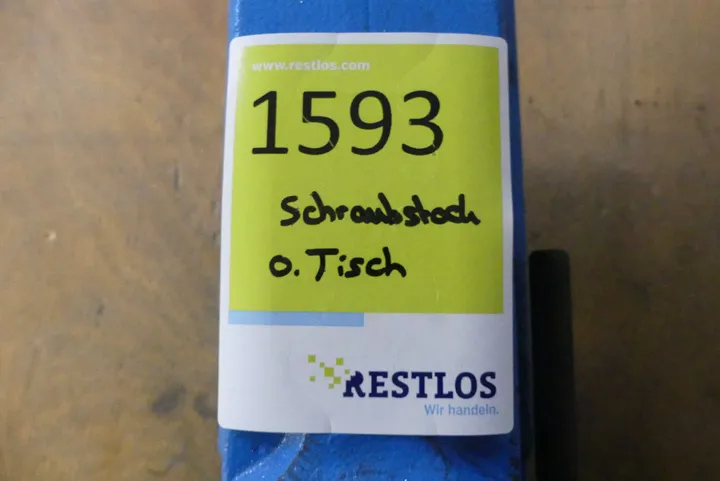 www.restlos.com
1593
Schraubstock
o. Tisch
RESTLOS
Wir handeln.